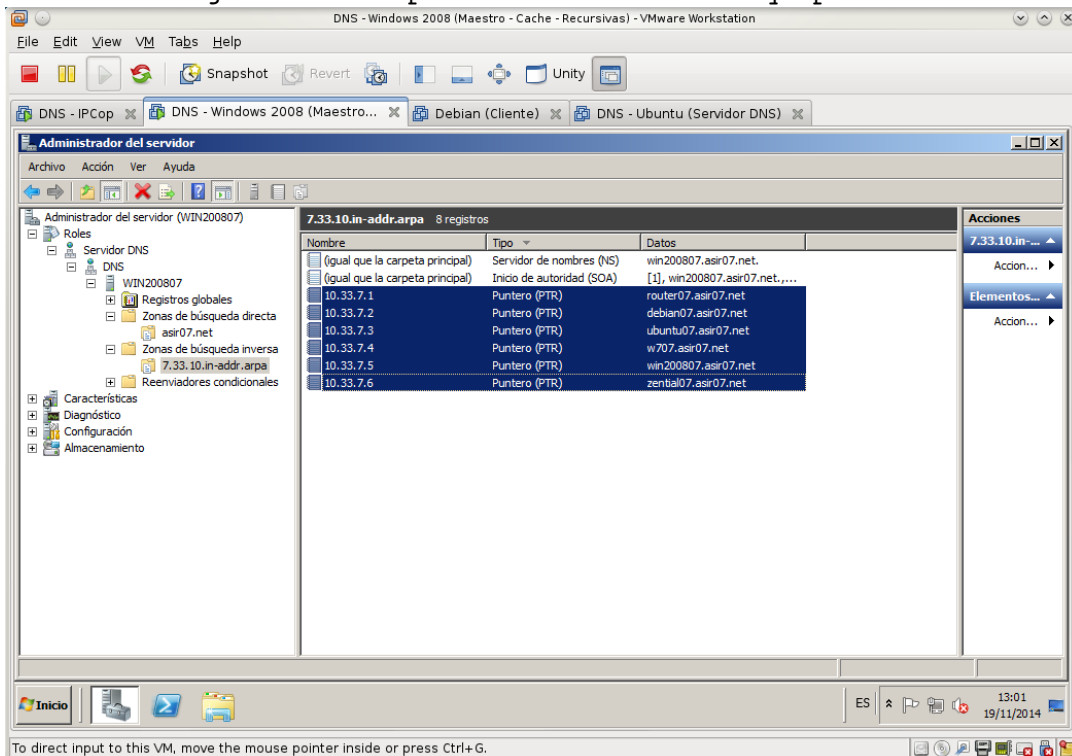 DNS - Windows 2008 (Maestro - Cache - Recursivas) - VMware Workstation
File Edit View VM Tabs Help
Snapshot Revert Unity
DNS - IPCop DNS - Windows 2008 (Maestro... Debian (Cliente) DNS - Ubuntu (Servidor DNS)
Administrador del servidor
Archivo Acción Ver Ayuda
Administrador del servidor (WIN200807)
Roles
Servidor DNS
DNS
WIN200807
Registros globales
Zonas de búsqueda directa
asir07.net
Zonas de búsqueda inversa
7.33.10.in-addr.arpa
Reenviadores condicionales
Características
Diagnóstico
Configuración
Almacenamiento
7.33.10.in-addr.arpa 8 registros
Nombre Tipo Datos
(igual que la carpeta principal) Servidor de nombres (NS) win200807.asir07.net.
(igual que la carpeta principal) Inicio de autoridad (SOA) [1], win200807.asir07.net.,...
10.33.7.1 Puntero (PTR) router07.asir07.net
10.33.7.2 Puntero (PTR) debian07.asir07.net
10.33.7.3 Puntero (PTR) ubuntu07.asir07.net
10.33.7.4 Puntero (PTR) w707.asir07.net
10.33.7.5 Puntero (PTR) win200807.asir07.net
10.33.7.6 Puntero (PTR) zential07.asir07.net
Acciones
7.33.10.in-...
Accion...
Elementos...
Accion...
Inicio
ES
13:01
19/11/2014
To direct input to this VM, move the mouse pointer inside or press Ctrl+G.